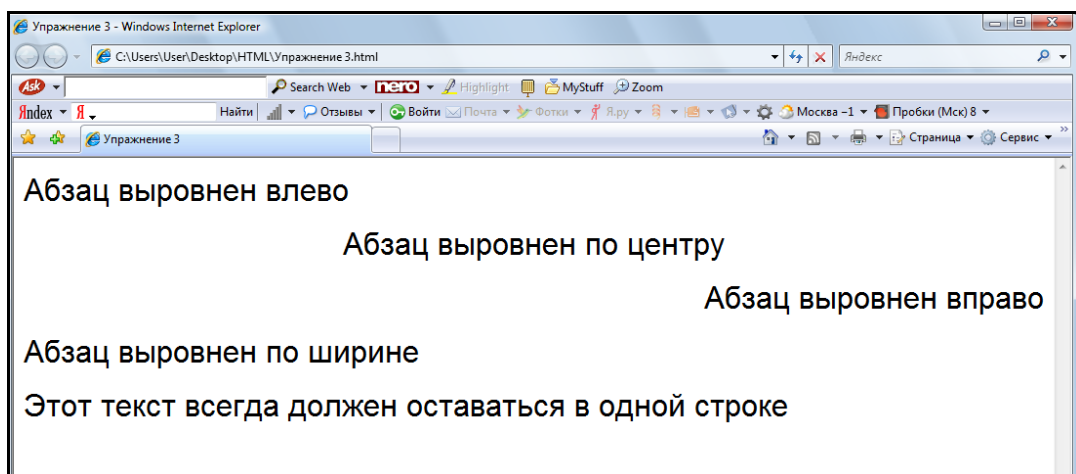 Упражнение 3 - Windows Internet Explorer
C:\Users\User\Desktop\HTML\Упражнение 3.html Яндекс
Ask Search Web nero Highlight MyStuff Zoom
Яndex Я Найти Отзывы Войти Почта Фотки Я.ру Москва -1 Пробки (Мск) 8
Упражнение 3 Страница Сервис
Абзац выровнен влево
Абзац выровнен по центру
Абзац выровнен вправо
Абзац выровнен по ширине
Этот текст всегда должен оставаться в одной строке